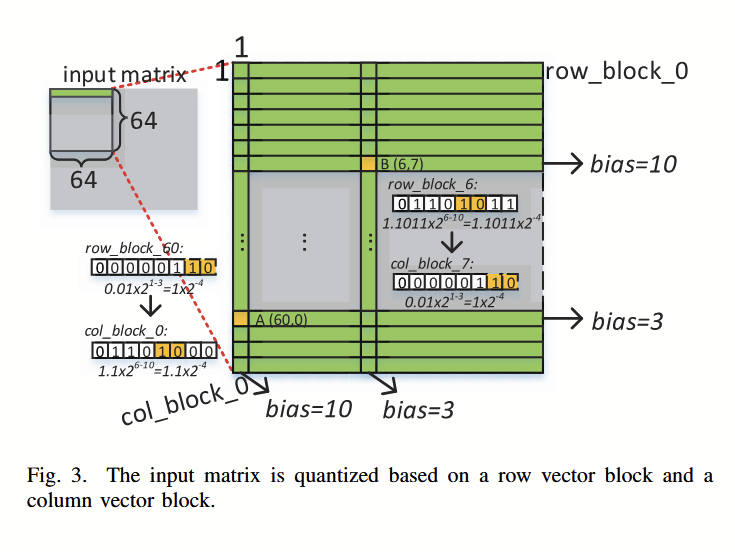 1
input matrix
1
row_block_0
64
64
B (6,7)
bias=10
row_block_6:
0 1 1 0 1 0 1 1
1.1011x2^6-10=1.1011x2^-4
col_block_7:
0 0 0 0 0 1 1 0
0.01x2^1-3=1x2^-4
row_block_60:
0 0 0 0 0 1 1 0
0.01x2^1-3=1x2^-4
col_block_0:
0 1 1 0 1 0 0 0
1.1x2^6-10=1.1x2^-4
A (60,0)
bias=3
col_block_0
bias=10
bias=3
Fig. 3. The input matrix is quantized based on a row vector block and a
column vector block.